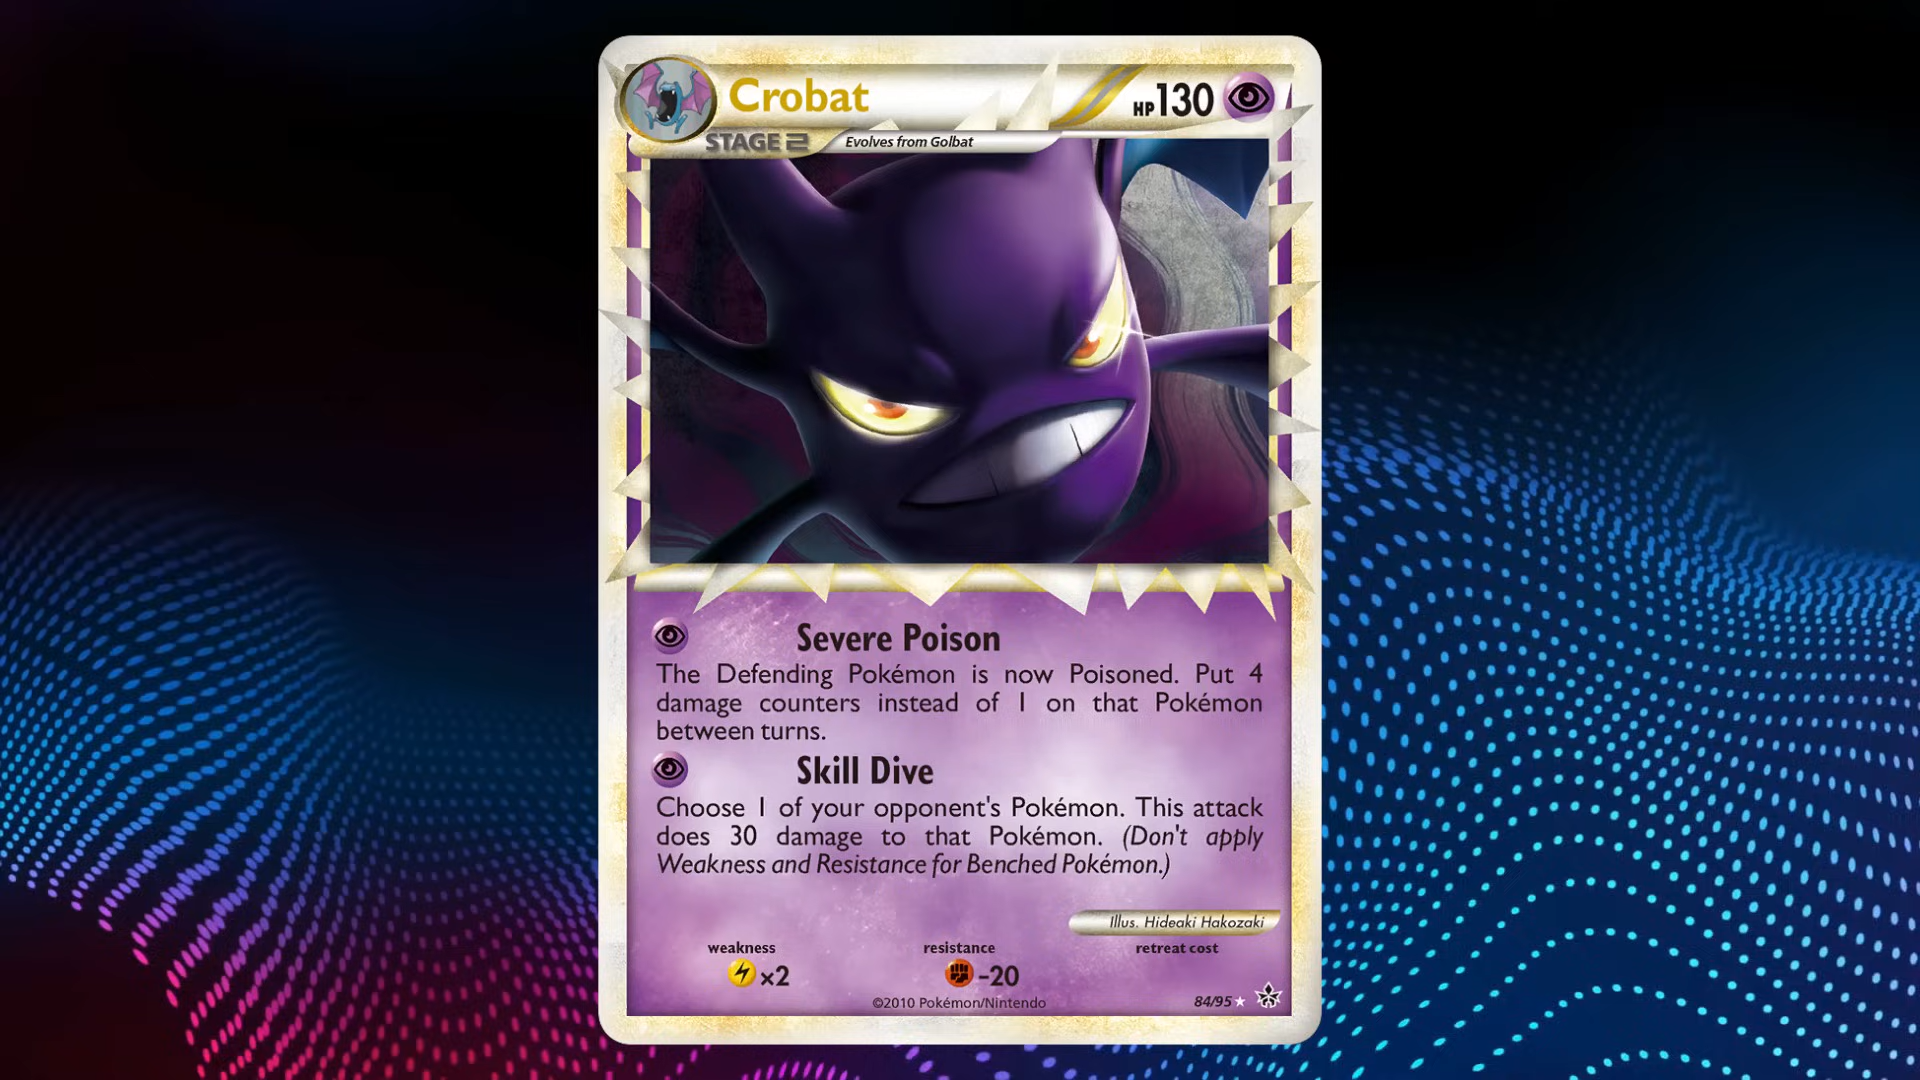 Crobat
HP 130
STAGE 2
Evolves from Golbat
Severe Poison
The Defending Pokémon is now Poisoned. Put 4
damage counters instead of 1 on that Pokémon
between turns.
Skill Dive
Choose 1 of your opponent's Pokémon. This attack
does 30 damage to that Pokémon. (Don't apply
Weakness and Resistance for Benched Pokémon.)
Illus. Hideaki Hakozaki
weakness resistance retreat cost
×2 -20
©2010 Pokémon/Nintendo 84/95